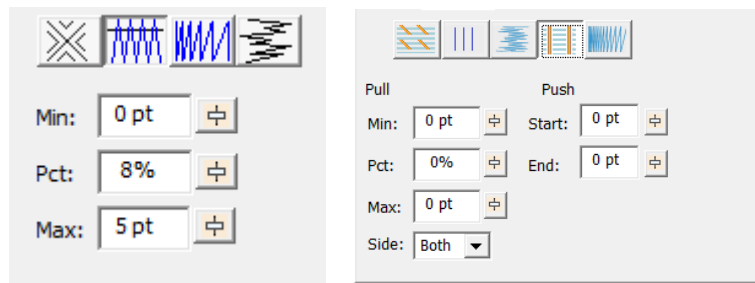 Min: 0 pt
Pct: 8%
Max: 5 pt
Pull Push
Min: 0 pt Start: 0 pt
Pct: 0% End: 0 pt
Max: 0 pt
Side: Both